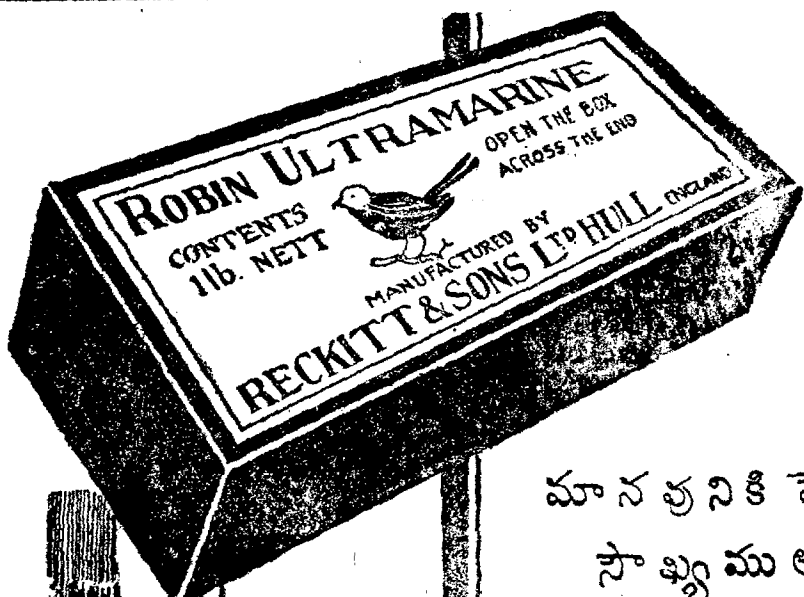 ROBIN ULTRAMARINE
CONTENTS
1lb. NETT
OPEN THE BOX
ACROSS THE END
MANUFACTURED BY
RECKITT & SONS LTD HULL ENGLAND
మానవునికి
సౌఖ్యము